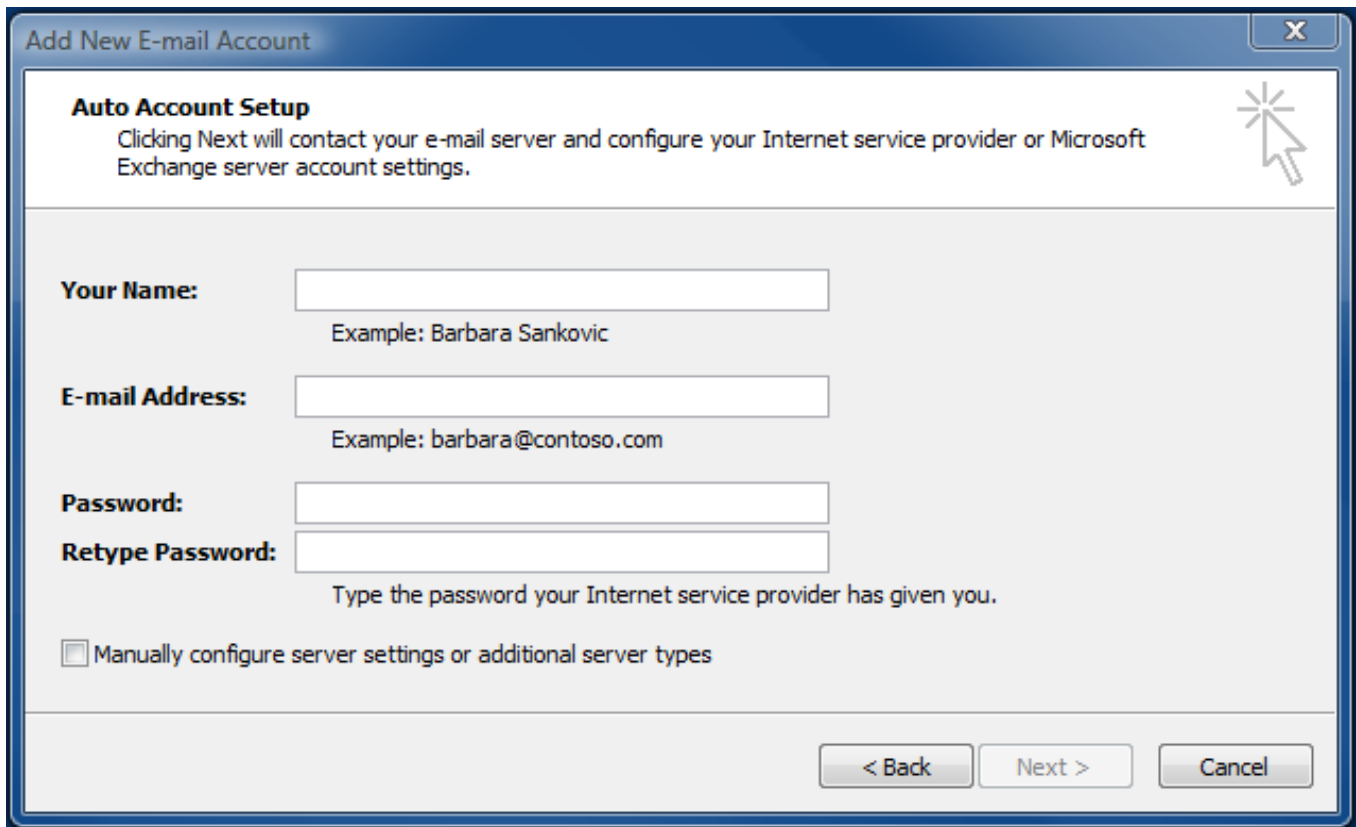 Add New E-mail Account
Auto Account Setup
Clicking Next will contact your e-mail server and configure your Internet service provider or Microsoft
Exchange server account settings.
Your Name:
Example: Barbara Sankovic
E-mail Address:
Example: barbara@contoso.com
Password:
Retype Password:
Type the password your Internet service provider has given you.
Manually configure server settings or additional server types
< Back Next > Cancel